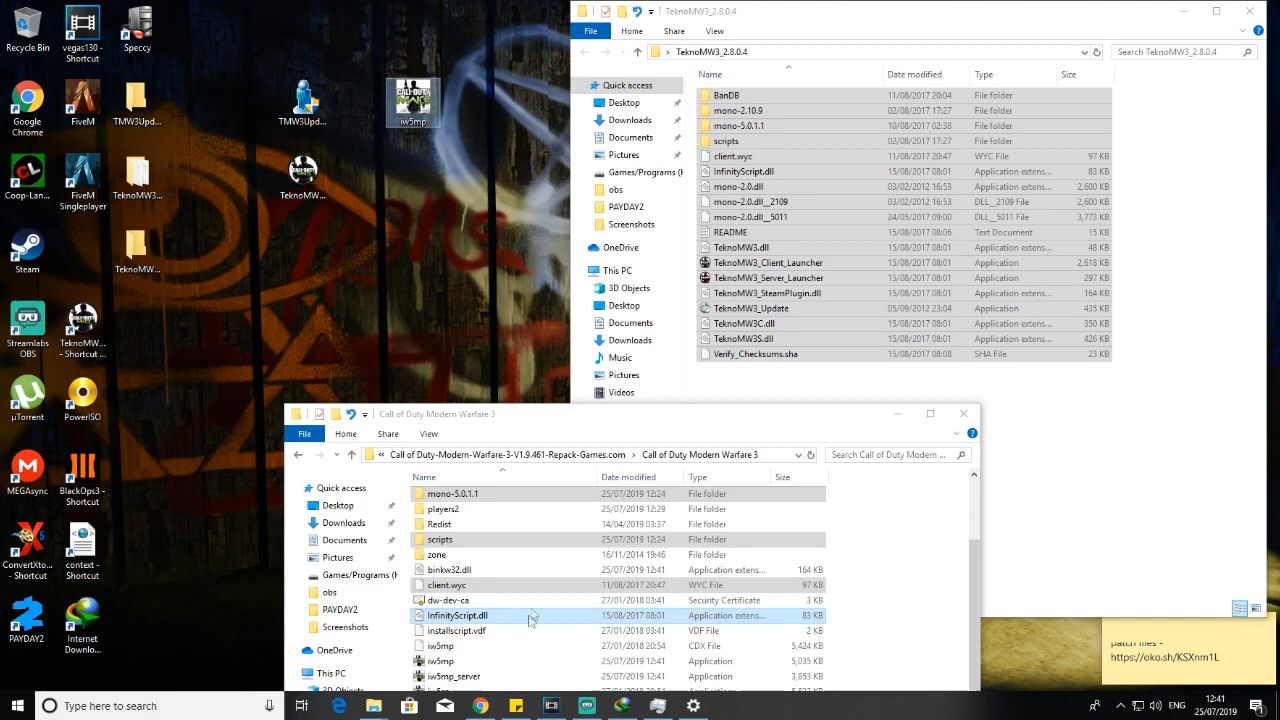 Recycle Bin
vegas130 -
Shortcut
Speccy
Google
Chrome
FiveM
TMW3Upd...
TMW3Upd...
iw5mp
Coop-Lan...
FiveM
Singleplayer
TeknoMW3...
TeknoMW...
Steam
TeknoMW...
Streamlabs
OBS
TeknoMW...
- Shortcut
µTorrent
PowerISO
MEGAsync
BlackOps3 -
Shortcut
ConvertXto...
- Shortcut
context -
Shortcut
PAYDAY2
Internet
Downlo...
TeknoMW3_2.8.0.4
File Home Share View
TeknoMW3_2.8.0.4
Search TeknoMW3_2.8.0.4
Name Date modified Type Size
Quick access
Desktop
Downloads
Documents
Pictures
Games/Programs (H
obs
PAYDAY2
Screenshots
OneDrive
This PC
3D Objects
Desktop
Documents
Downloads
Music
Pictures
Videos
BanDB 11/08/2017 20:04 File folder
mono-2.10.9 02/08/2017 17:27 File folder
mono-5.0.1.1 10/08/2017 02:38 File folder
scripts 02/08/2017 17:27 File folder
client.wyc 11/08/2017 20:47 WYC File 97 KB
InfinityScript.dll 15/08/2017 08:01 Application extens... 83 KB
mono-2.0.dll 03/02/2012 16:53 Application extens... 2,600 KB
mono-2.0.dll__2109 03/02/2012 16:53 DLL__2109 File 2,600 KB
mono-2.0.dll__5011 24/05/2017 09:00 DLL__5011 File 3,773 KB
README 15/08/2017 08:06 Text Document 15 KB
TeknoMW3.dll 15/08/2017 08:01 Application extens... 48 KB
TeknoMW3_Client_Launcher 15/08/2017 08:01 Application 2,618 KB
TeknoMW3_Server_Launcher 15/08/2017 08:01 Application 297 KB
TeknoMW3_SteamPlugin.dll 15/08/2017 08:01 Application extens... 164 KB
TeknoMW3_Update 05/09/2012 23:04 Application 435 KB
TeknoMW3C.dll 15/08/2017 08:01 Application extens... 350 KB
TeknoMW3S.dll 15/08/2017 08:01 Application extens... 426 KB
Verify_Checksums.sha 15/08/2017 08:08 SHA File 23 KB
Call of Duty Modern Warfare 3
File Home Share View
Call of Duty-Modern-Warfare-3-V1.9.461-Repack-Games.com Call of Duty Modern Warfare 3
Search Call of Duty Modern ...
Name Date modified Type Size
Quick access
Desktop
Downloads
Documents
Pictures
Games/Programs (H
obs
PAYDAY2
Screenshots
OneDrive
This PC
3D Objects
mono-5.0.1.1 25/07/2019 12:24 File folder
players2 25/07/2019 12:29 File folder
Redist 14/04/2019 03:37 File folder
scripts 25/07/2019 12:24 File folder
zone 16/11/2014 19:46 File folder
binkw32.dll 25/07/2019 12:41 Application extens... 164 KB
client.wyc 11/08/2017 20:47 WYC File 97 KB
dw-dev-ca 27/01/2018 03:41 Security Certificate 3 KB
InfinityScript.dll 15/08/2017 08:01 Application extens... 83 KB
installscript.vdf 27/01/2018 03:41 VDF File 2 KB
iw5mp 27/01/2018 20:54 CDX File 5,424 KB
iw5mp 25/07/2019 12:41 Application 5,035 KB
iw5mp_server 25/07/2019 12:41 Application 3,853 KB
patch files -
https://oko.sh/KSXnm1L
Type here to search
12:41
25/07/2019
1